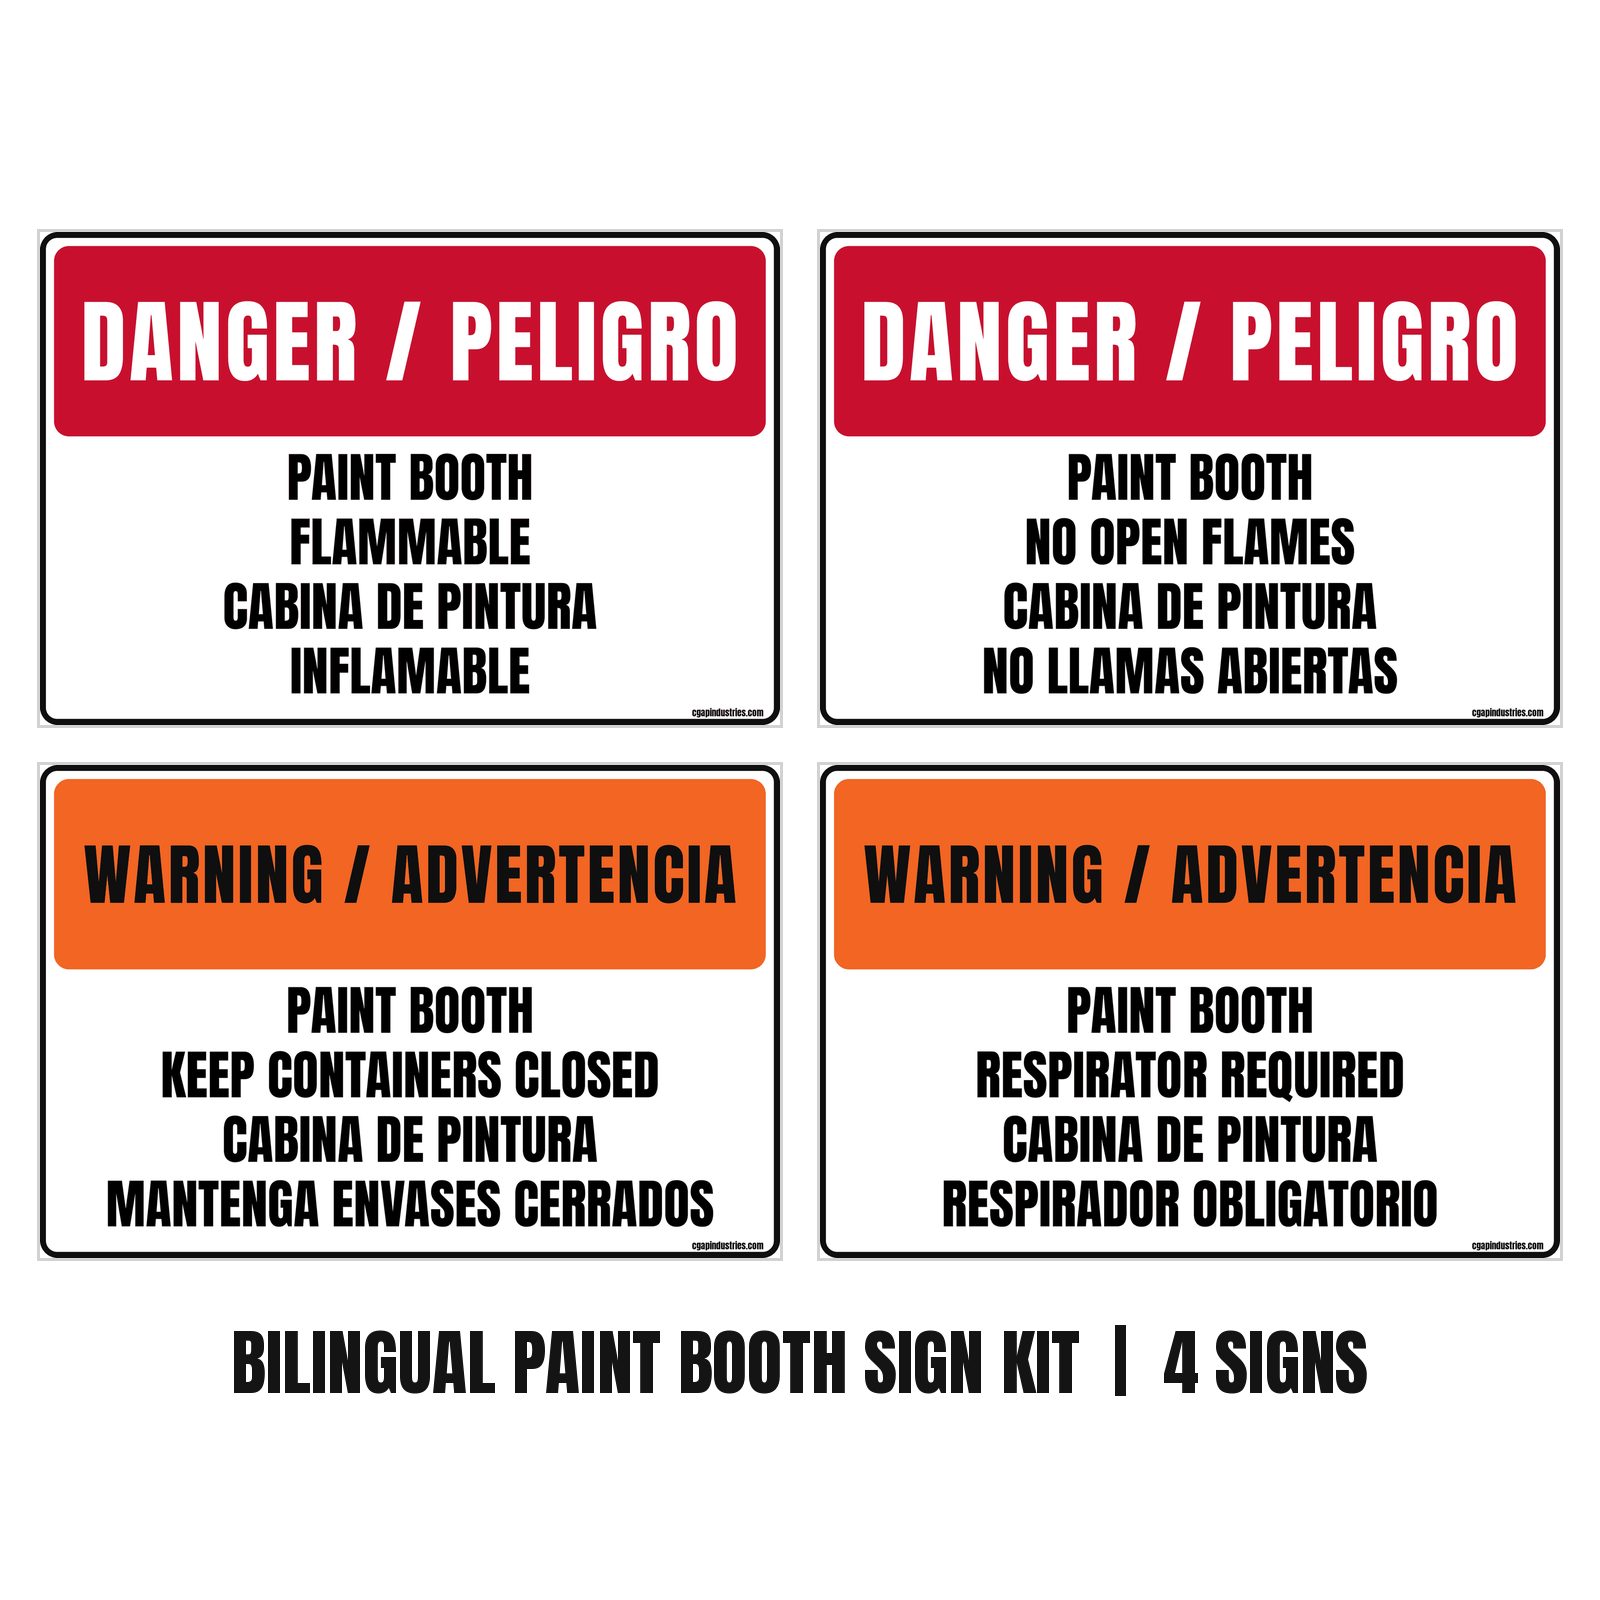 DANGER / PELIGRO
PAINT BOOTH
FLAMMABLE
CABINA DE PINTURA
INFLAMABLE
cgapindustries.com
DANGER / PELIGRO
PAINT BOOTH
NO OPEN FLAMES
CABINA DE PINTURA
NO LLAMAS ABIERTAS
cgapindustries.com
WARNING / ADVERTENCIA
PAINT BOOTH
KEEP CONTAINERS CLOSED
CABINA DE PINTURA
MANTENGA ENVASES CERRADOS
cgapindustries.com
WARNING / ADVERTENCIA
PAINT BOOTH
RESPIRATOR REQUIRED
CABINA DE PINTURA
RESPIRADOR OBLIGATORIO
cgapindustries.com
BILINGUAL PAINT BOOTH SIGN KIT | 4 SIGNS